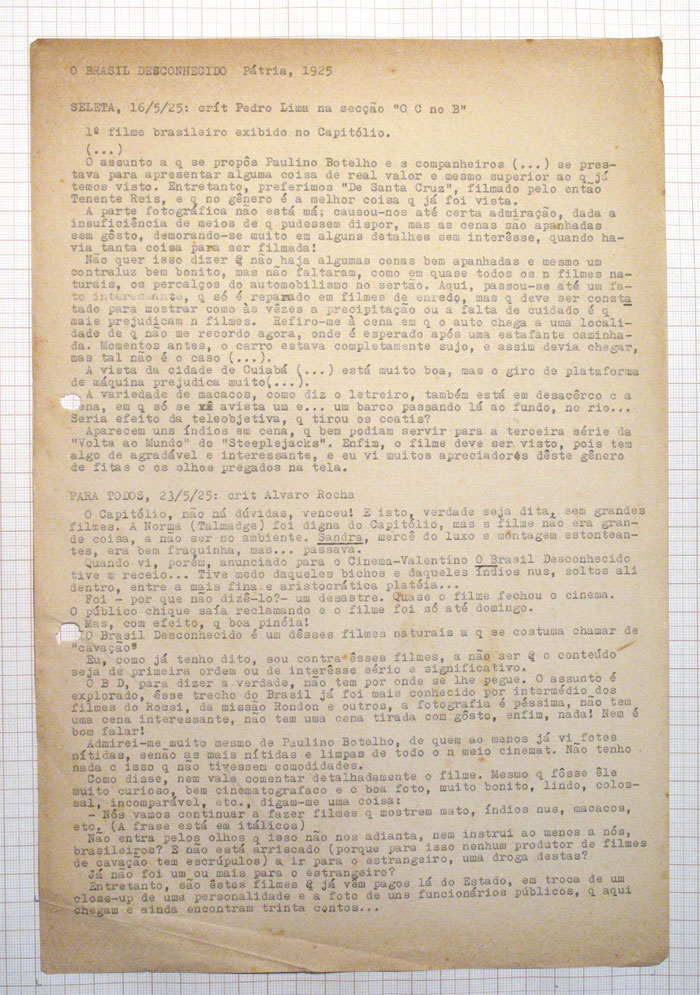 O BRASIL DESCONHECIDO  Pátria, 1925
SELETA, 16/5/25: crít Pedro Lima na secção "O C no B"
1º filme brasileiro exibido no Capitólio.
(...)
O assunto a q se propôs Paulino Botelho e s companheiros (...) se pres-
tava para apresentar alguma coisa de real valor e mesmo superior ao q já
temos visto. Entretanto, preferimos "De Santa Cruz", filmado pelo então
Tenente Reis, e q no gênero é a melhor coisa q já foi vista.
A parte fotográfica não está má; causou-nos até certa admiração, dada a
insuficiência de meios de q pudessem dispor, mas as cenas são apanhadas
sem gôsto, demorando-se muito em alguns detalhes sem interêsse, quando ha-
via tanta coisa para ser filmada!
Não quer isso dizer q não haja algumas cenas bem apanhadas e mesmo um
contraluz bem bonito, mas não faltaram, como em quase todos os n filmes na-
turais, os percalços do automobilismo no sertão. Aqui, passou-se até um fa-
to interessante, q só é reparado em filmes de enredo, mas q deve ser consta
tado para mostrar como às vêzes a precipitação ou a falta de cuidado é q
mais prejudicam n filmes.  Refiro-me à cena em q o auto chega a uma locali-
dade de q não me recordo agora, onde é esperado após uma estafante caminha-
da. Momentos antes, o carro estava completamente sujo, e assim devia chegar,
mas tal não é o caso (...).
A vista da cidade de Cuiabá (...) está muito boa, mas o giro de plataforma
de máquina prejudica muito(...).
A variedade de macacos, como diz o letreiro, também está em desacôrco c a
ena, em q só se xê avista um e... um barco passando lá ao fundo, no rio...
Seria efeito da teleobjetiva, q tirou os coatis?
Aparecem uns índios em cena, q bem podiam servir para a terceira série da
"Volta ao Mundo" do "Steeplejacks". Enfim, o filme deve ser visto, pois tem
algo de agradável e interessante, e eu vi muitos apreciadores dêste gênero
de fitas c os olhos pregados na tela.
PARA TODOS, 23/5/25: crit Alvaro Rocha
O Capitólio, não há dúvidas, venceu! E isto, verdade seja dita, sem grandes
filmes. A Norma (Talmadge) foi digna do Capitólio, mas s filme não era gran-
de coisa, a não ser no ambiente. Sandra, mercê do luxo e montagem estontean-
tes, era bem fraquinha, mas... passava.
Quando vi, porém, anunciado para o Cinema-Valentino O Brasil Desconhecido
tive m receio... Tive medo daqueles bichos e daqueles índios nus, soltos ali
dentro, entre a mais fina e aristocrática platéia...
Foi - por que não dizê-lo?- um desastre. Quase o filme fechou o cinema.
O público chique saía reclamando e o filme foi só até domingo.
Mas, com efeito, q boa pinóia!
O Brasil Desconhecido é um dêsses filmes naturais a q se costuma chamar de
"cavação"
Eu, como já tenho dito, sou contra êsses filmes, a não ser q o conteúdo
seja de primeira ordem ou de interêsse sério e significativo.
O B D, para dizer a verdade, não tem por onde se lhe pegue. O assunto é
explorado, êsse trecho do Brasil já foi mais conhecido por intermédio dos
filmes do Rossi, da missão Rondon e outros, a fotografia é péssima, não tem
uma cena interessante, não tem uma cena tirada com gôsto, enfim, nada! Nem é
bom falar!
Admirei-me muito mesmo de Paulino Botelho, de quem ao menos já vi fotos
nítidas, senão as mais nítidas e limpas de todo o n meio cinemat. Não tenho
nada c isso q não tivessem comodidades.
Como disse, nem vale comentar detalhadamente o filme. Mesmo q fôsse êle
muito curioso, bem cinematografaco e c boa foto, muito bonito, lindo, colos-
sal, incomparável, etc., digam-me uma coisa:
- Nós vamos continuar a fazer filmes q mostrem mato, índios nus, macacos,
etc. (A frase está em itálicos) .
Não entra pelos olhos q isso não nos adianta, nem instrui ao menos a nós,
brasileiros? E não está arriscado (porque para isso nenhum produtor de filmes
de cavação tem escrúpulos) a ir para o estrangeiro, uma droga destas?
Já não foi um ou mais para o estrangeiro?
Entretanto, são êstes filmes q já vêm pagos lá do Estado, em troca de um
close-up de uma personalidade e a foto de uns funcionários públicos, q aqui
chegam e ainda encontram trinta contos...